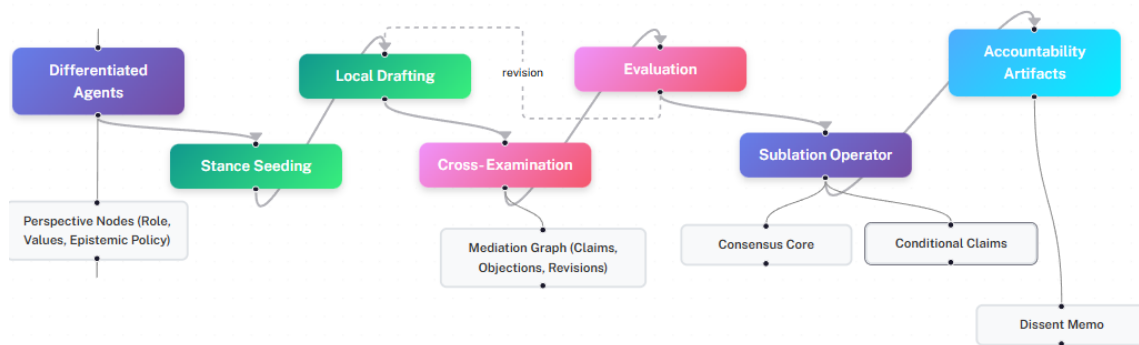 Differentiated
Agents
Stance Seeding
Perspective Nodes (Role,
Values, Epistemic Policy)
Local Drafting
revision
Cross-Examination
Mediation Graph (Claims,
Objections, Revisions)
Evaluation
Sublation Operator
Consensus Core
Conditional Claims
Accountability
Artifacts
Dissent Memo